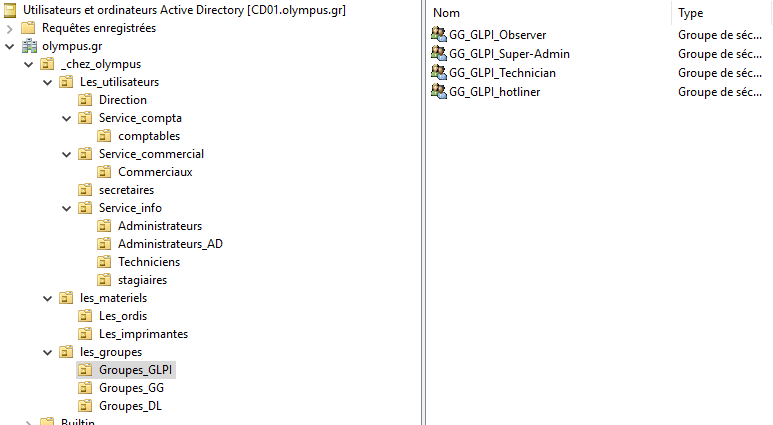 Utilisateurs et ordinateurs Active Directory [CD01.olympus.gr]
Requêtes enregistrées
olympus.gr
_chez_olympus
Les_utilisateurs
Direction
Service_compta
comptables
Service_commercial
Commerciaux
secretaires
Service_info
Administrateurs
Administrateurs_AD
Techniciens
stagiaires
les_materiels
Les_ordis
Les_imprimantes
les_groupes
Groupes_GLPI
Groupes_GG
Groupes_DL
Builtin
Nom Type
GG_GLPI_Observer Groupe de séc...
GG_GLPI_Super-Admin Groupe de séc...
GG_GLPI_Technician Groupe de séc...
GG_GLPI_hotliner Groupe de séc...